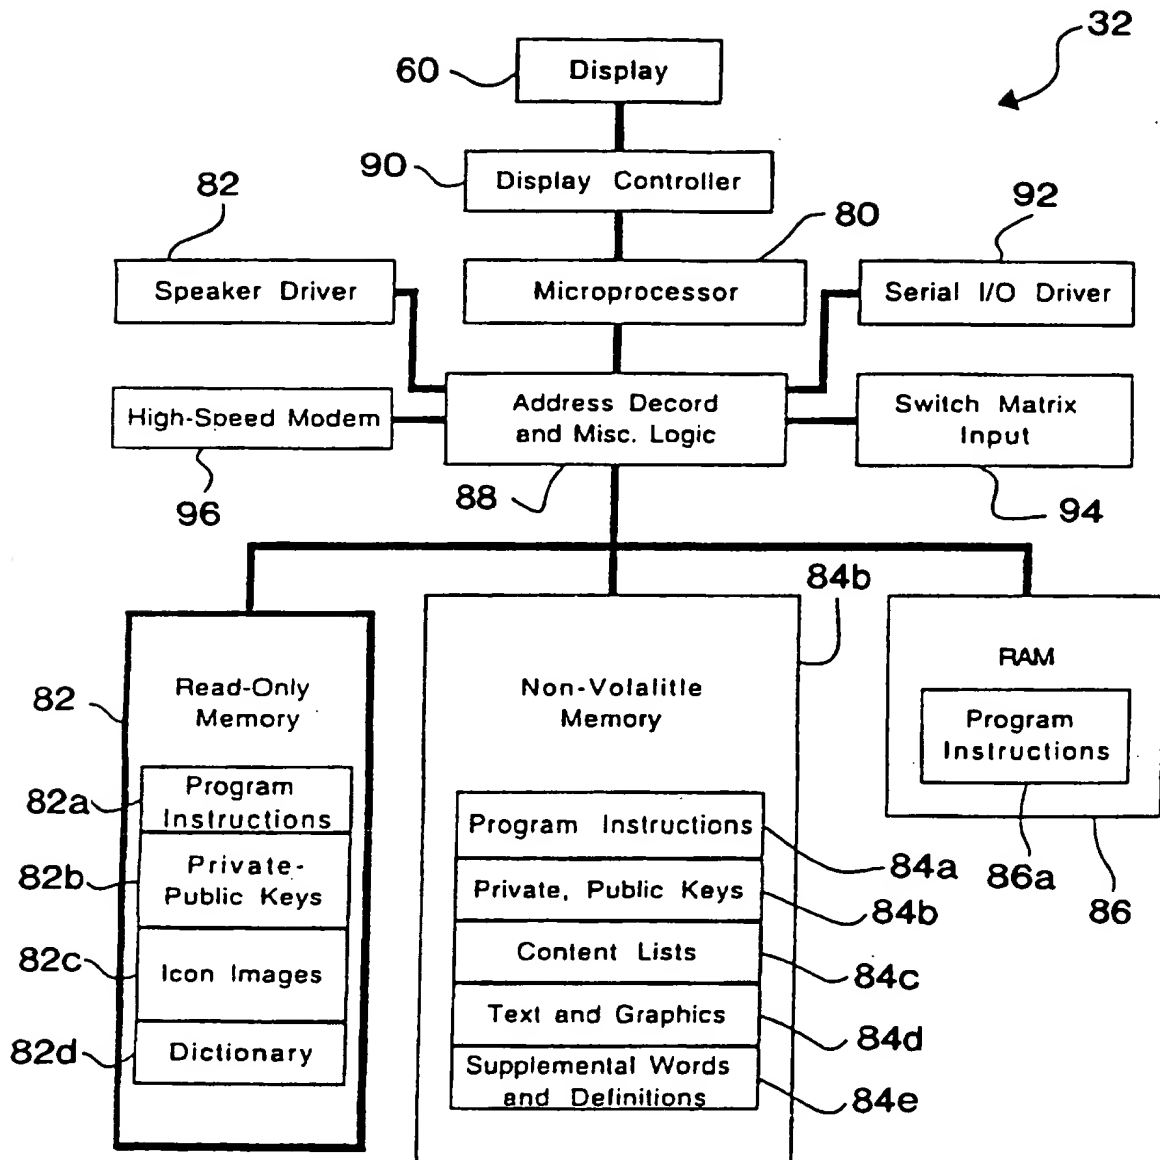 32
60
Display
90
Display Controller
82
80
92
Speaker Driver
Microprocessor
Serial I/O Driver
High-Speed Modem
Address Decord
and Misc. Logic
Switch Matrix
Input
96
88
94
84b
82
Read-Only
Memory
82a
Program
Instructions
82b
Private-
Public Keys
82c
Icon Images
82d
Dictionary
Non-Volalitle
Memory
Program Instructions
84a
Private, Public Keys
84b
Content Lists
84c
Text and Graphics
84d
Supplemental Words
and Definitions
84e
RAM
Program
Instructions
86a
86